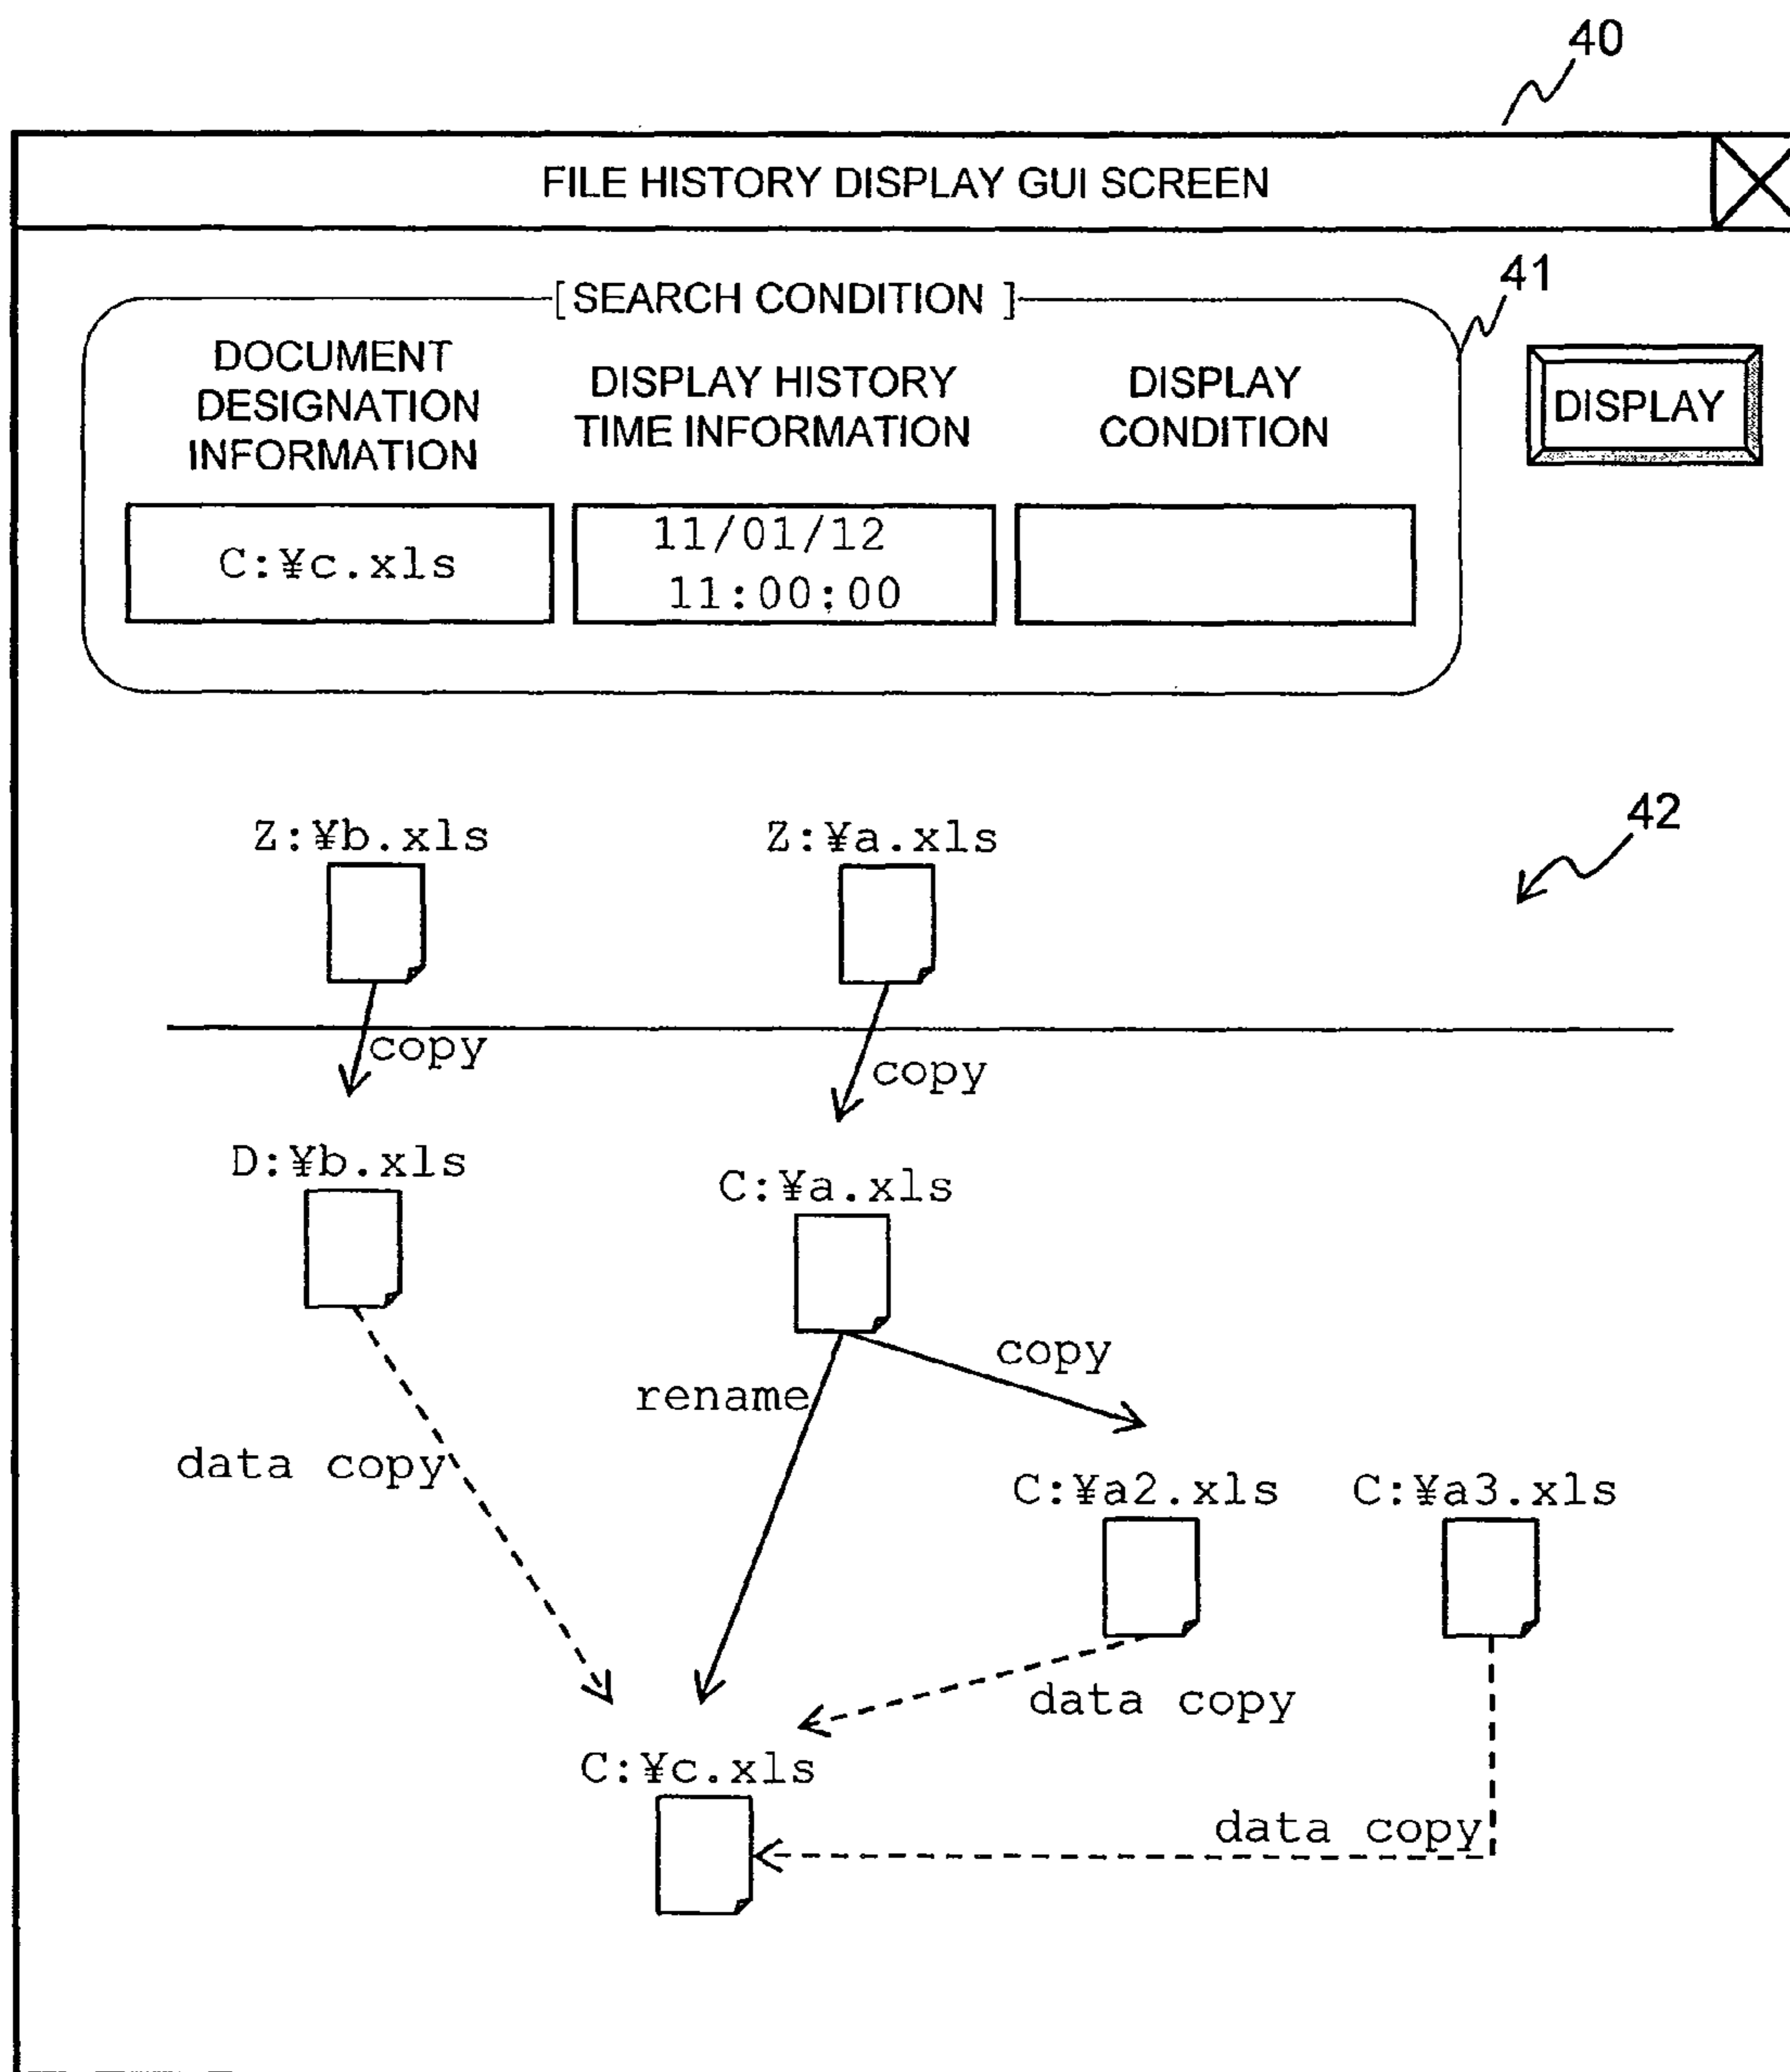 40
FILE HISTORY DISPLAY GUI SCREEN
41
[SEARCH CONDITION ]
DOCUMENT
DESIGNATION
INFORMATION
DISPLAY HISTORY
TIME INFORMATION
DISPLAY
CONDITION
DISPLAY
C:¥c.xls
11/01/12
11:00:00
42
Z:¥b.xls
Z:¥a.xls
copy
copy
D:¥b.xls
C:¥a.xls
copy
rename
data copy
C:¥a2.xls
C:¥a3.xls
data copy
C:¥c.xls
data copy